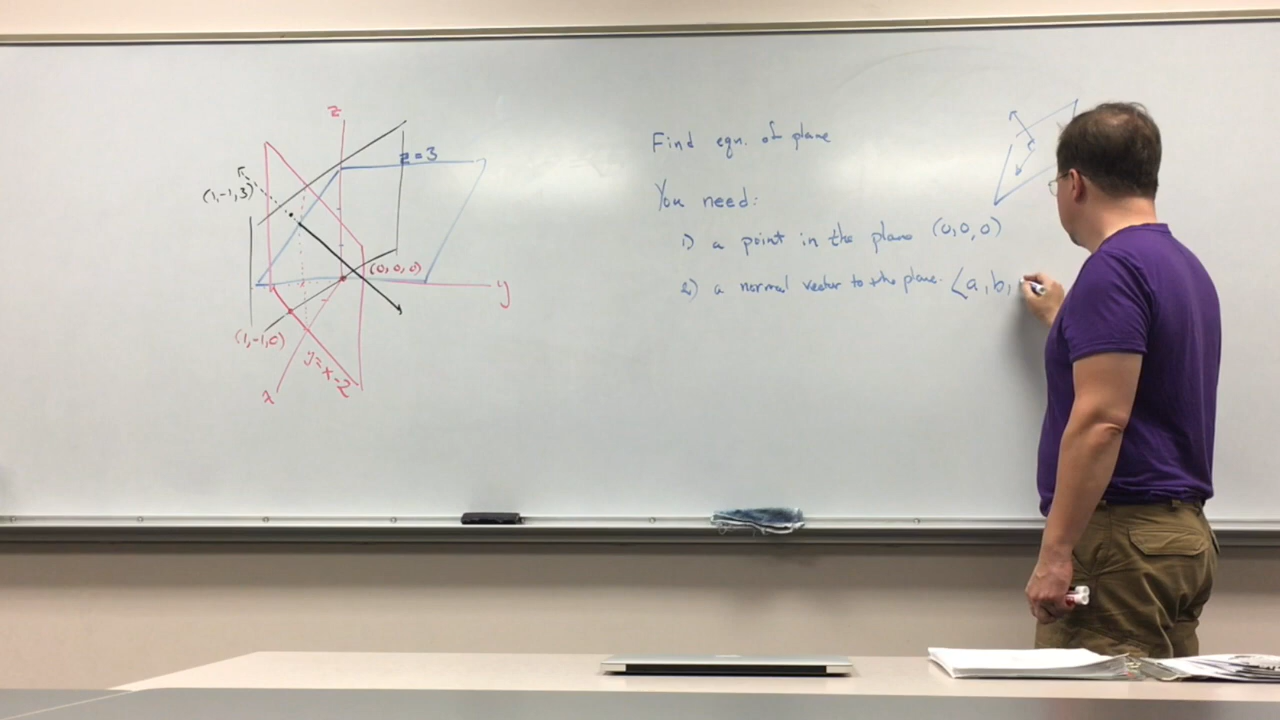 z
z=3
(1,-1,3)
(0,0,0)
y
(1,-1,0)
y=x-2
x
Find eqn. of plane
You need:
1) a point in the plane (0,0,0)
2) a normal vector to the plane. <a,b,